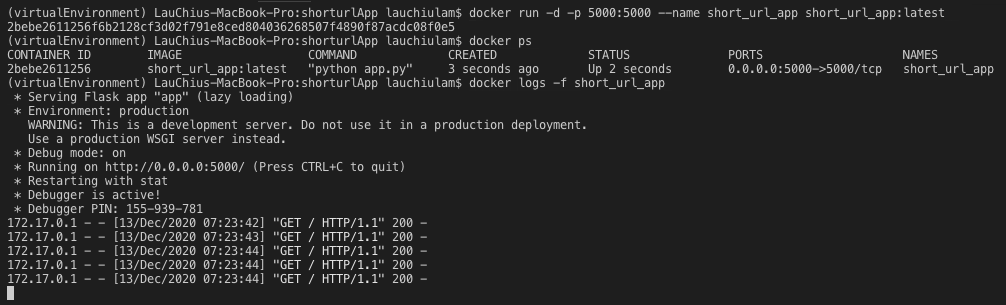 (virtualEnvironment) LauChius-MacBook-Pro:shorturlApp lauchiulam$ docker run -d -p 5000:5000 --name short_url_app short_url_app:latest
2bebe2611256f6b2128cf3d02f791e8ced804036268507f4890f87acdc08f0e5
(virtualEnvironment) LauChius-MacBook-Pro:shorturlApp lauchiulam$ docker ps
CONTAINER ID        IMAGE                  COMMAND             CREATED             STATUS              PORTS                    NAMES
2bebe2611256        short_url_app:latest   "python app.py"     3 seconds ago       Up 2 seconds        0.0.0.0:5000->5000/tcp   short_url_app
(virtualEnvironment) LauChius-MacBook-Pro:shorturlApp lauchiulam$ docker logs -f short_url_app
 * Serving Flask app "app" (lazy loading)
 * Environment: production
   WARNING: This is a development server. Do not use it in a production deployment.
   Use a production WSGI server instead.
 * Debug mode: on
 * Running on http://0.0.0.0:5000/ (Press CTRL+C to quit)
 * Restarting with stat
 * Debugger is active!
 * Debugger PIN: 155-939-781
172.17.0.1 - - [13/Dec/2020 07:23:42] "GET / HTTP/1.1" 200 -
172.17.0.1 - - [13/Dec/2020 07:23:43] "GET / HTTP/1.1" 200 -
172.17.0.1 - - [13/Dec/2020 07:23:44] "GET / HTTP/1.1" 200 -
172.17.0.1 - - [13/Dec/2020 07:23:44] "GET / HTTP/1.1" 200 -
172.17.0.1 - - [13/Dec/2020 07:23:44] "GET / HTTP/1.1" 200 -